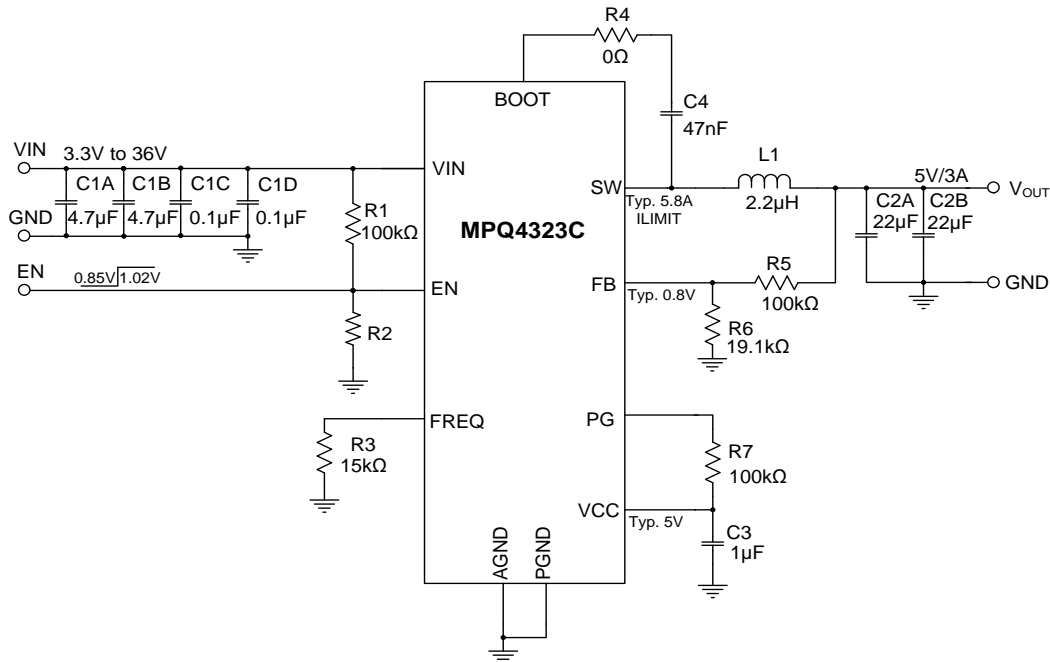 R4
0Ω
BOOT
C4
47nF
VIN
3.3V to 36V
C1A
C1B
C1C
C1D
4.7µF
4.7µF
0.1µF
0.1µF
GND
VIN
R1
100kΩ
MPQ4323C
SW
Typ. 5.8A
ILIMIT
L1
2.2µH
5V/3A
VOUT
C2A
C2B
22µF
22µF
GND
EN
0.85V
1.02V
EN
R2
FB
Typ. 0.8V
R5
100kΩ
R6
19.1kΩ
FREQ
R3
15kΩ
PG
R7
100kΩ
VCC
Typ. 5V
C3
1µF
AGND
PGND